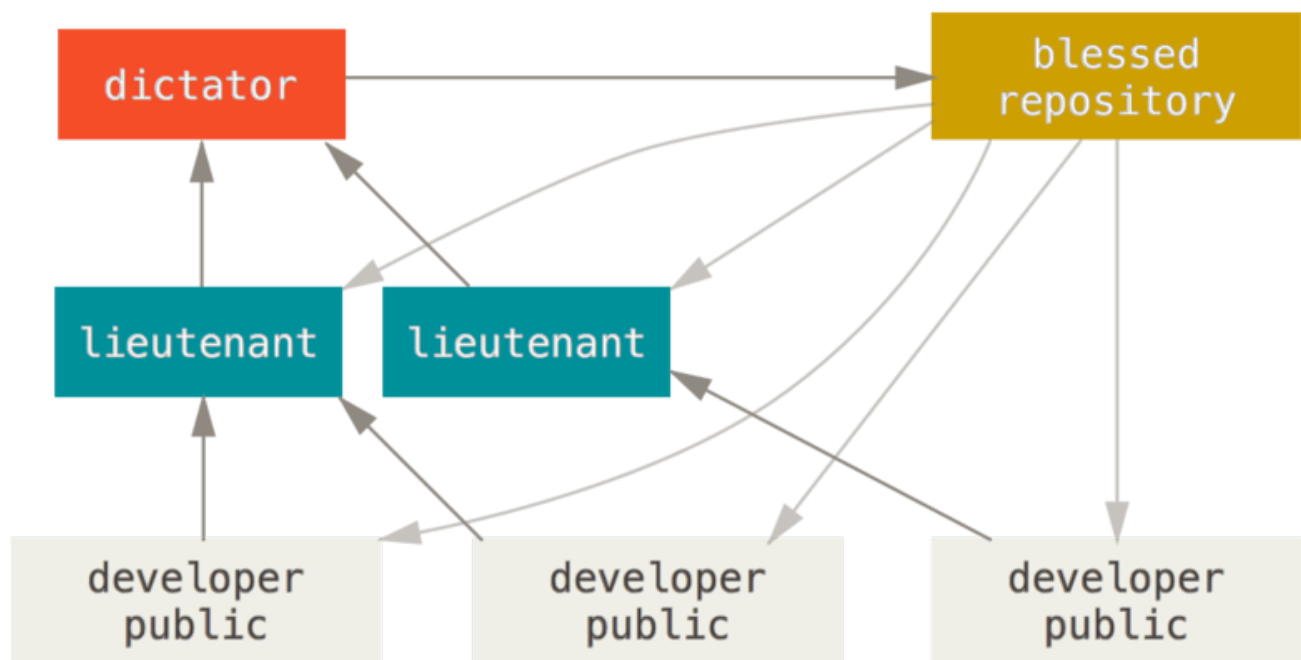 dictator
blessed
repository
lieutenant
lieutenant
developer
public
developer
public
developer
public